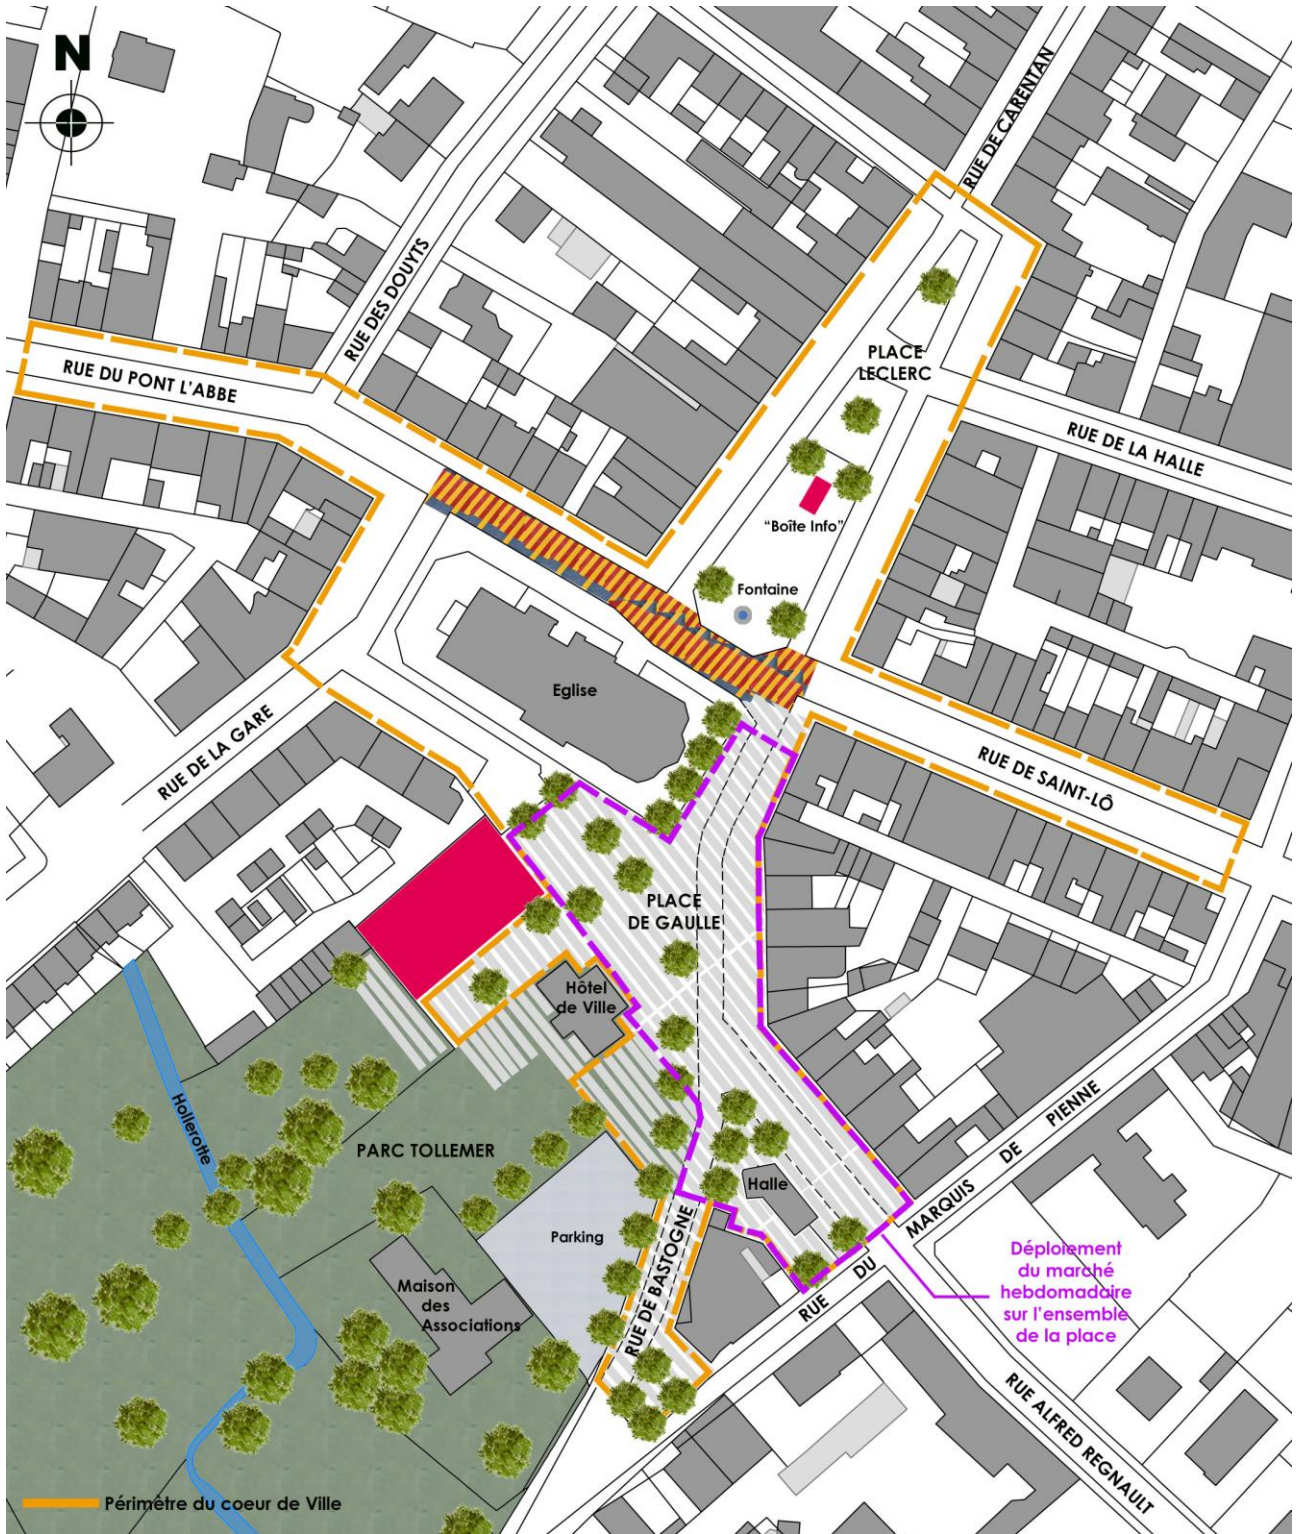 N
RUE DE CARENTAN
RUE DES DOUYTS
RUE DU PONT L'ABBE
PLACE
LECLERC
RUE DE LA HALLE
"Boîte Info"
Fontaine
Eglise
RUE DE LA GARE
RUE DE SAINT-LÔ
PLACE
DE GAULLE
Hôtel
de Ville
Hollerotte
PARC TOLLEMER
Halle
Parking
RUE DE BASTOGNE
RUE DU MARQUIS DE PIENNE
Maison
des
Associations
Déploiement
du marché
hebdomadaire
sur l'ensemble
de la place
RUE ALFRED REGNAULT
Périmètre du coeur de Ville